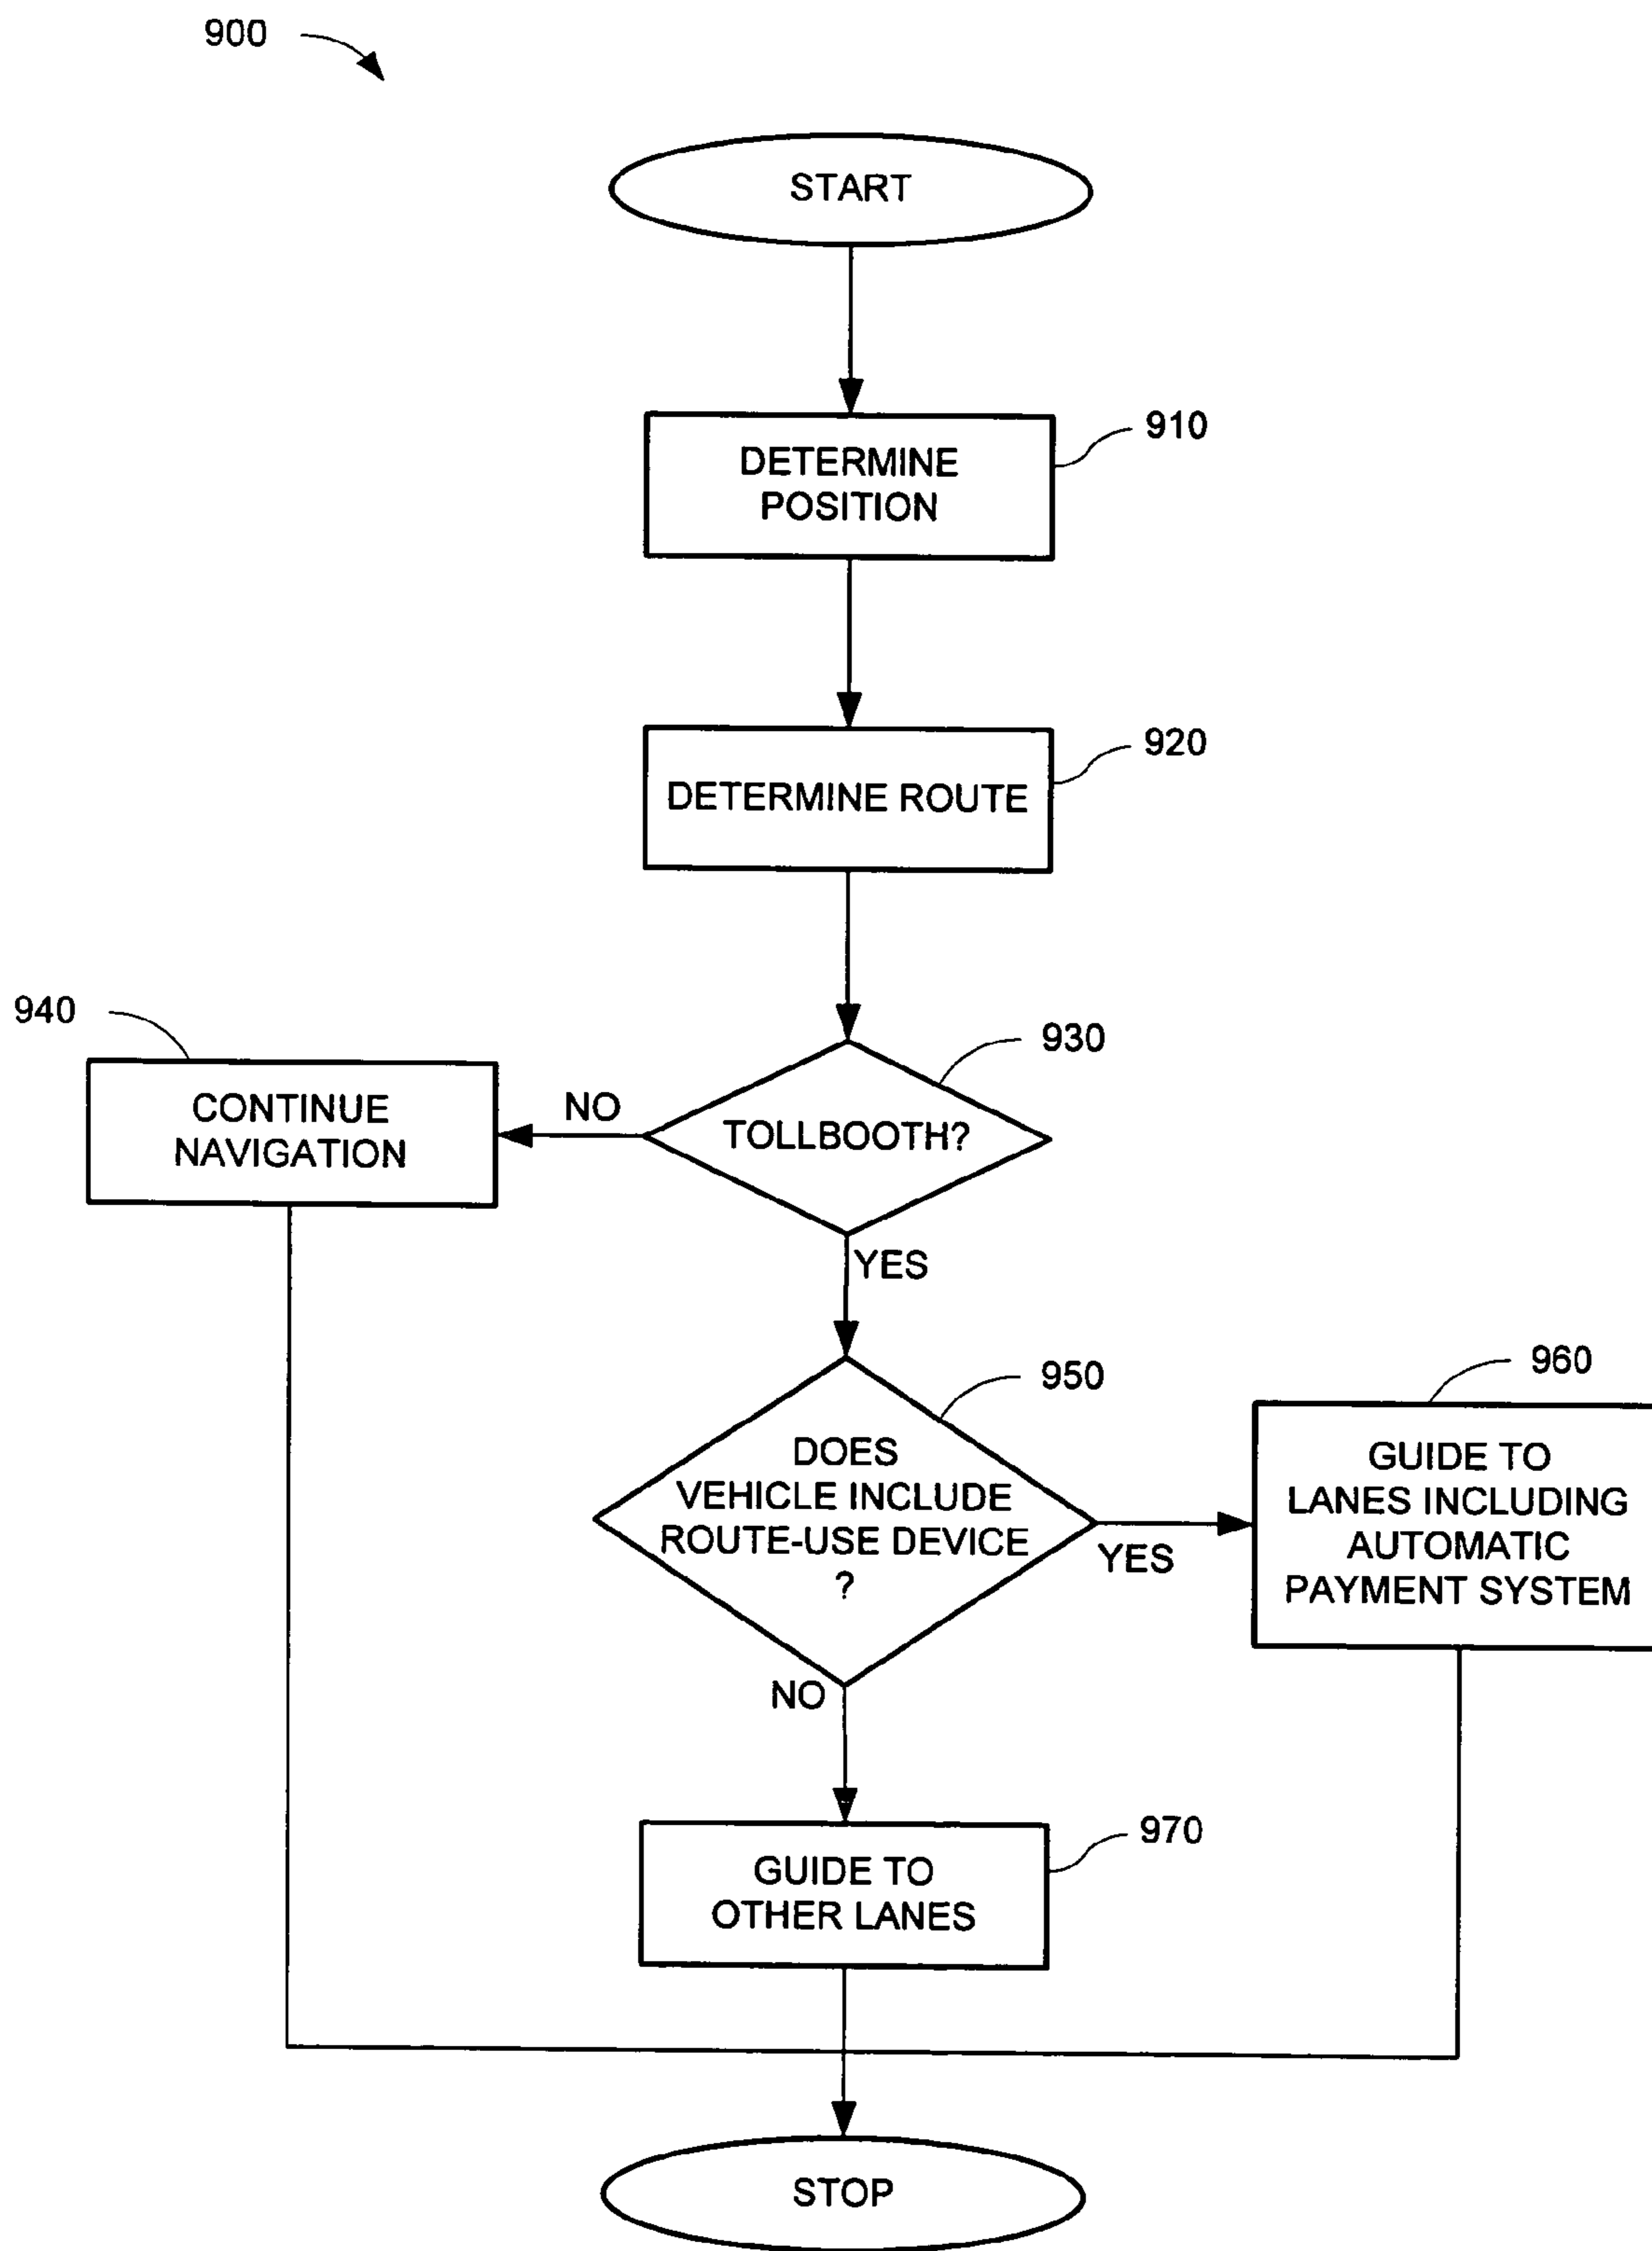 900
START
910
DETERMINE
POSITION
920
DETERMINE ROUTE
940
930
CONTINUE
NAVIGATION
NO
TOLLBOOTH?
YES
950
960
DOES
VEHICLE INCLUDE
ROUTE-USE DEVICE
?
YES
GUIDE TO
LANES INCLUDING
AUTOMATIC
PAYMENT SYSTEM
NO
970
GUIDE TO
OTHER LANES
STOP